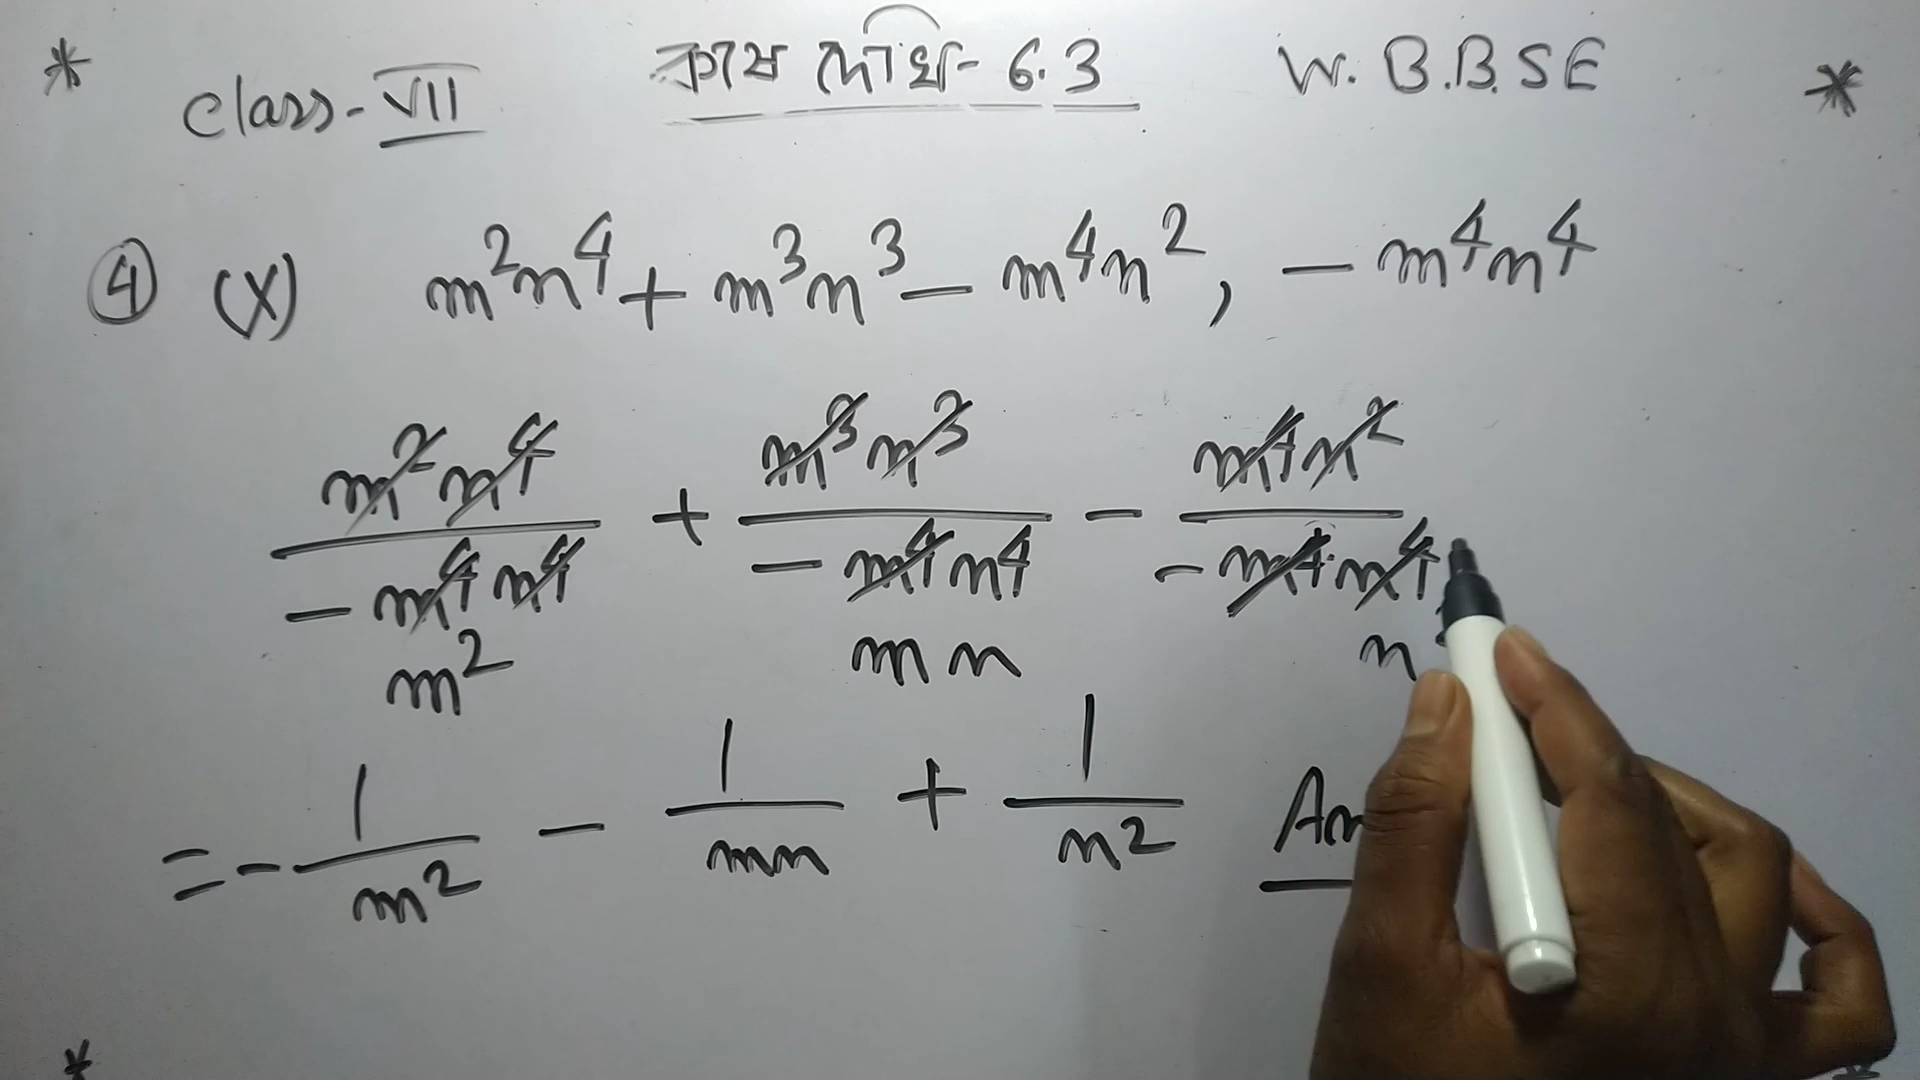 * Class-VII কষে দেখি-6.3 W.B.B.SE *
④ (X) m²n⁴ + m³n³ - m⁴n², - m⁴n⁴
m²n⁴/-m⁴n⁴ + m³n³/-m⁴n⁴ - m⁴n²/-m⁴n⁴
m² mn n
= -1/m² - 1/mn + 1/n²
*